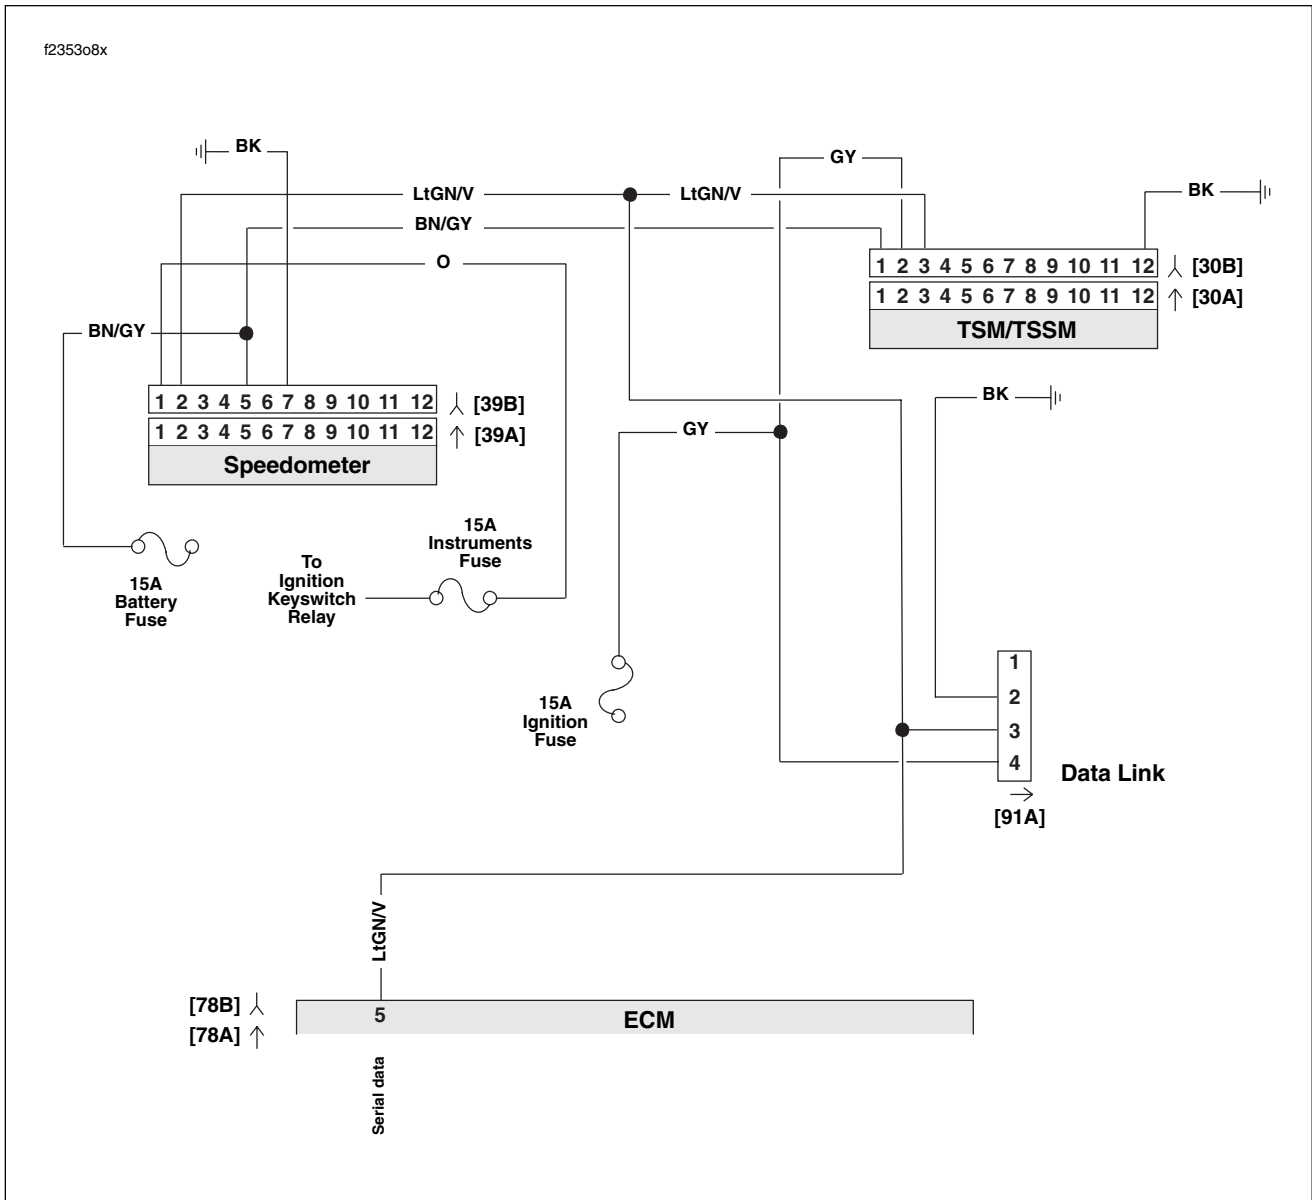 f2353o8x
BK
GY
LtGN/V
LtGN/V
BK
BN/GY
O
1 2 3 4 5 6 7 8 9 10 11 12 [30B]
1 2 3 4 5 6 7 8 9 10 11 12 [30A]
TSM/TSSM
BN/GY
1 2 3 4 5 6 7 8 9 10 11 12 [39B]
1 2 3 4 5 6 7 8 9 10 11 12 [39A]
Speedometer
BK
GY
15A
Battery
Fuse
To
Ignition
Keyswitch
Relay
15A
Instruments
Fuse
15A
Ignition
Fuse
1
2
3
4
Data Link
[91A]
LtGN/V
[78B]
[78A]
5
ECM
Serial data